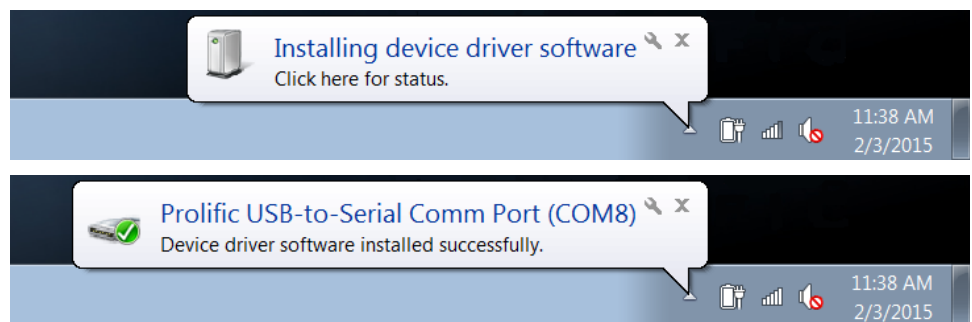 Installing device driver software
Click here for status.
11:38 AM
2/3/2015
Prolific USB-to-Serial Comm Port (COM8)
Device driver software installed successfully.
11:38 AM
2/3/2015